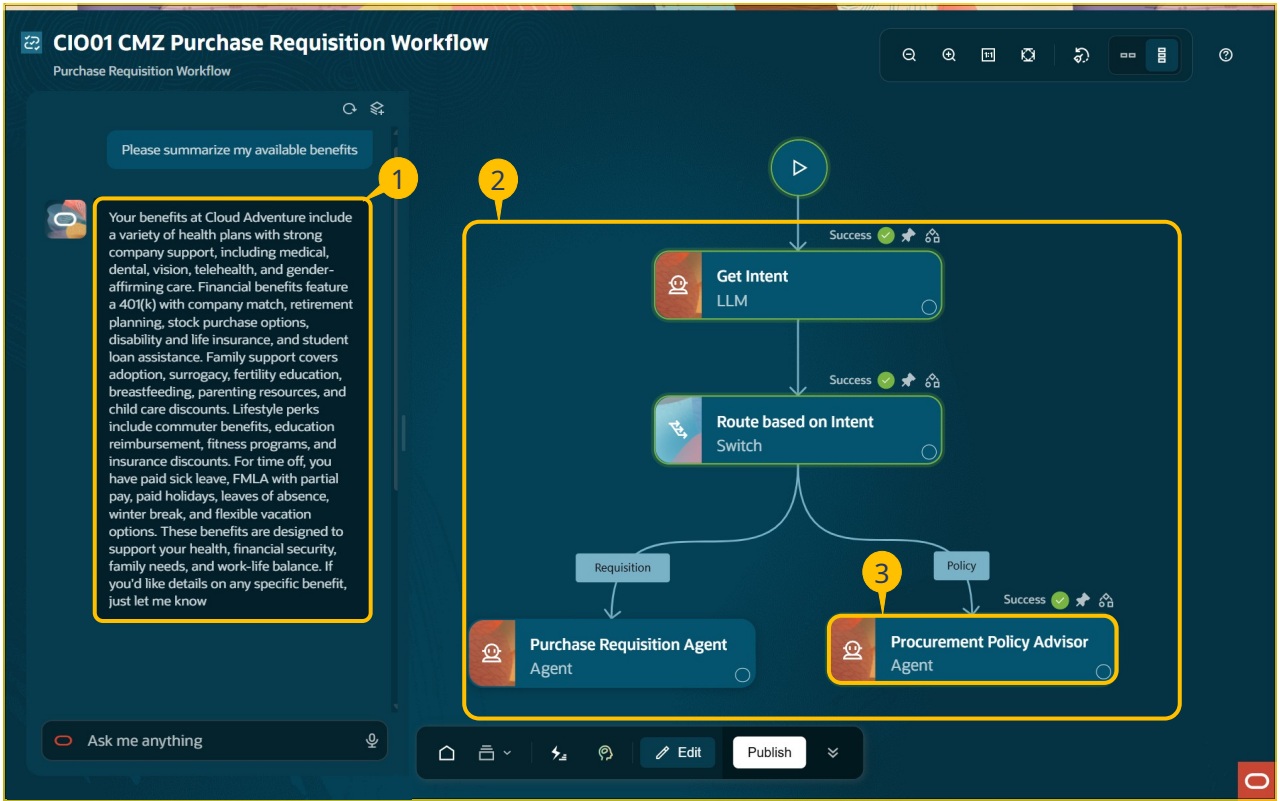 CIO01 CMZ Purchase Requisition Workflow
Purchase Requisition Workflow
1:1
Please summarize my available benefits
1
Your benefits at Cloud Adventure include
a variety of health plans with strong
company support, including medical,
dental, vision, telehealth, and gender-
affirming care. Financial benefits feature
a 401(k) with company match, retirement
planning, stock purchase options,
disability and life insurance, and student
loan assistance. Family support covers
adoption, surrogacy, fertility education,
breastfeeding, parenting resources, and
child care discounts. Lifestyle perks
include commuter benefits, education
reimbursement, fitness programs, and
insurance discounts. For time off, you
have paid sick leave, FMLA with partial
pay, paid holidays, leaves of absence,
winter break, and flexible vacation
options. These benefits are designed to
support your health, financial security,
family needs, and work-life balance. If
you'd like details on any specific benefit,
just let me know
Ask me anything
2
Success
Get Intent
LLM
Success
Route based on Intent
Switch
Requisition
Policy
3
Success
Purchase Requisition Agent
Agent
Procurement Policy Advisor
Agent
Edit
Publish